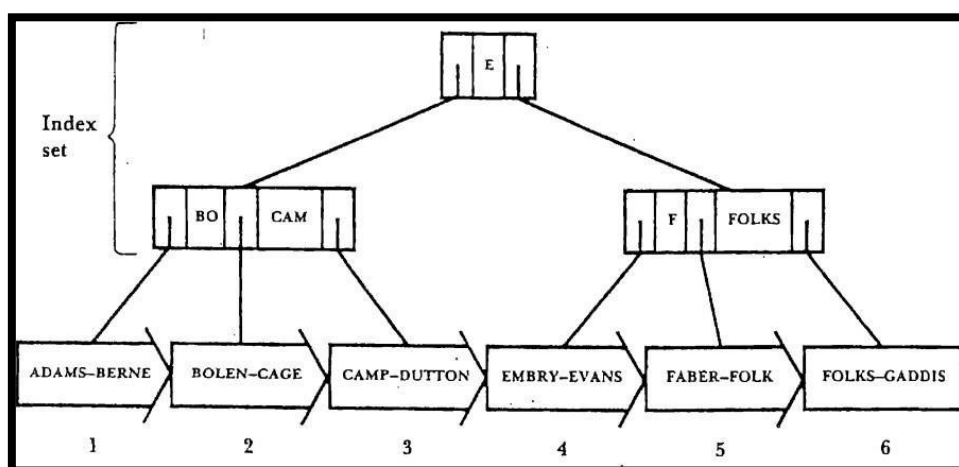 E
Index
set
BO CAM
F FOLKS
ADAMS–BERNE
BOLEN–CAGE
CAMP–DUTTON
EMBRY–EVANS
FABER–FOLK
FOLKS–GADDIS
1 2 3 4 5 6